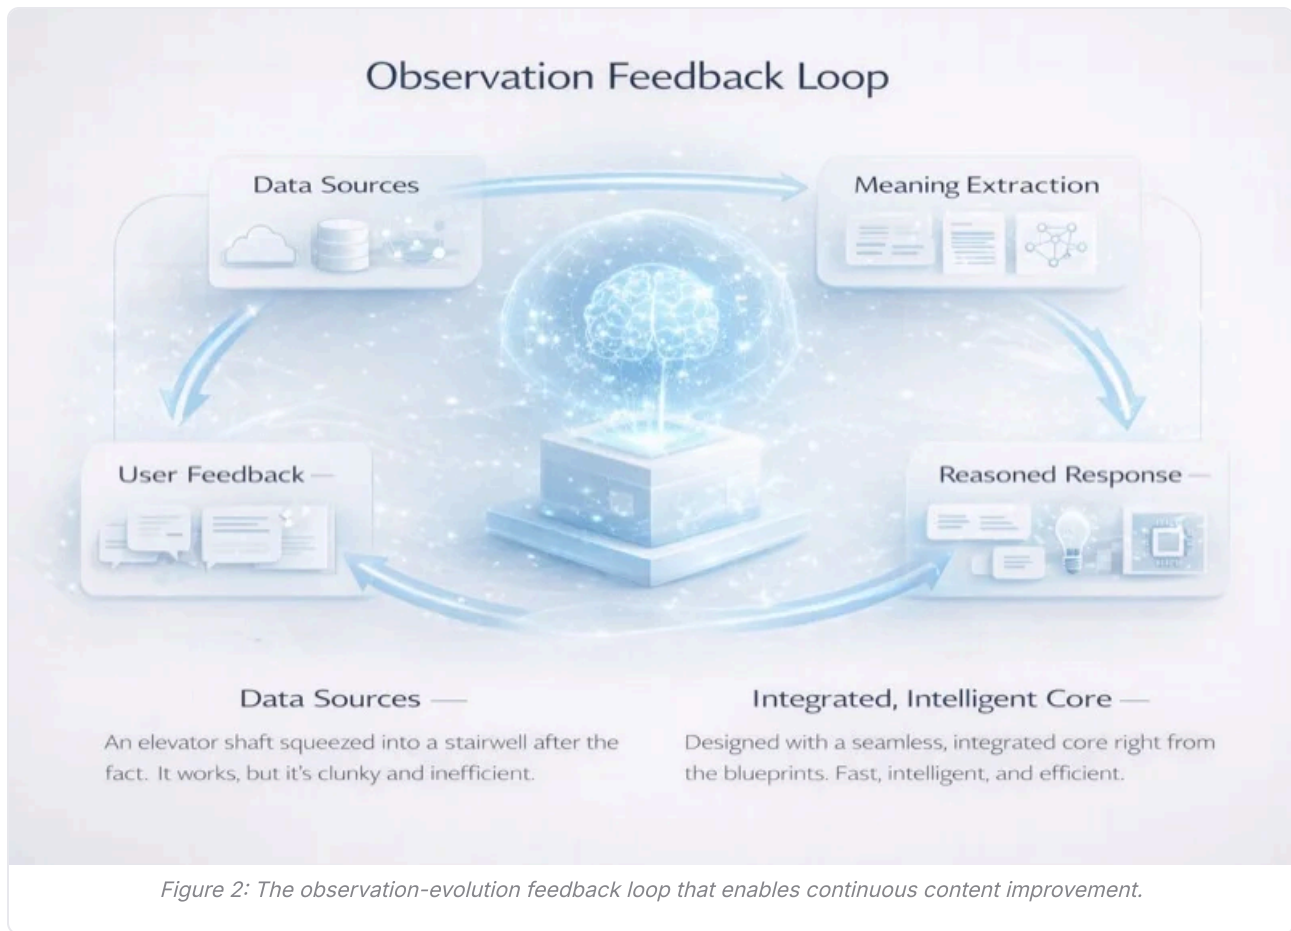 Observation Feedback Loop
Data Sources
Meaning Extraction
User Feedback
Reasoned Response
Data Sources
An elevator shaft squeezed into a stairwell after the
fact. It works, but it's clunky and inefficient.
Integrated, Intelligent Core
Designed with a seamless, integrated core right from
the blueprints. Fast, intelligent, and efficient.
Figure 2: The observation-evolution feedback loop that enables continuous content improvement.